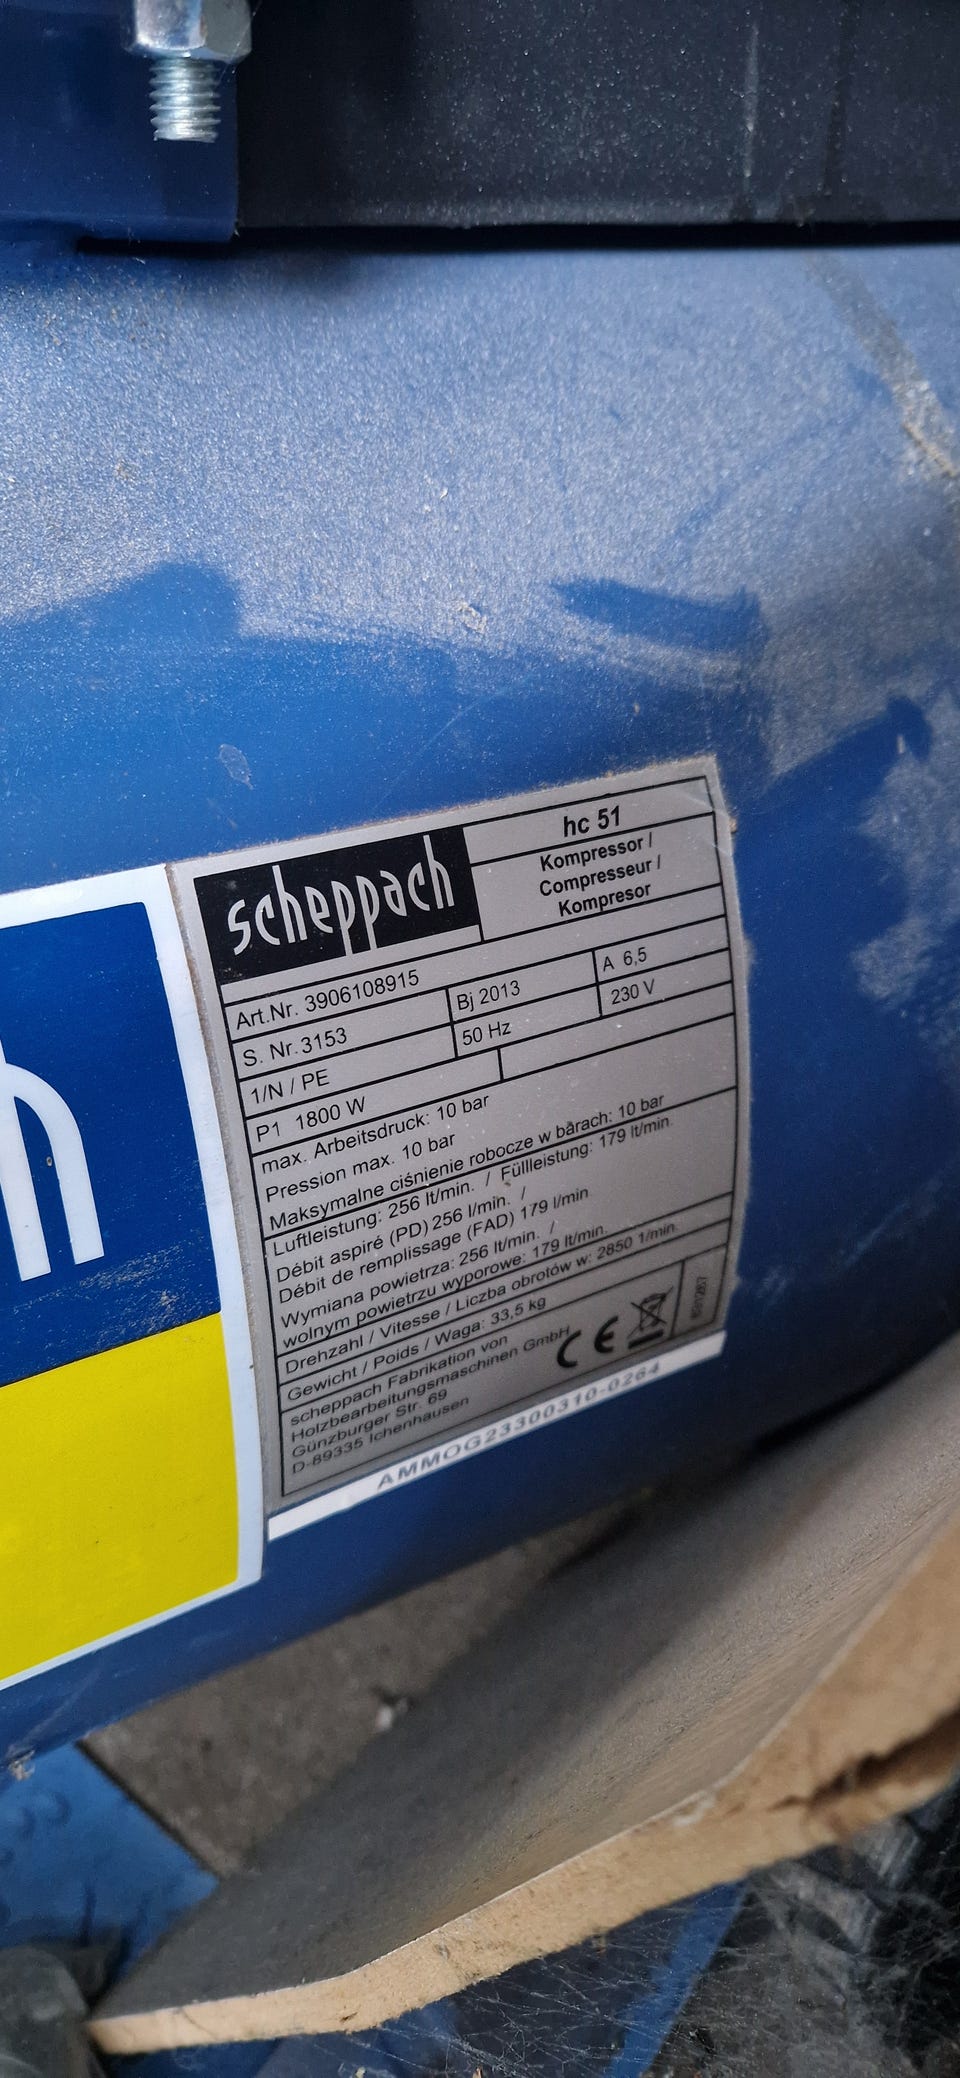 scheppach
hc 51
Kompressor /
Compresseur /
Kompresor
Art.Nr. 3906108915
S. Nr. 3153
Bj 2013
A 6,5
1/N / PE
50 Hz
230 V
P1 1800 W
max. Arbeitsdruck: 10 bar
Pression max. 10 bar
Maksymalne ciśnienie robocze w bārach: 10 bar
Luftleistung: 256 lt/min. / Füllleistung: 179 lt/min.
Débit aspiré (PD) 256 l/min. /
Débit de remplissage (FAD) 179 l/min
Wymiana powietrza: 256 lt/min. /
wolnym powietrzu wyporowe: 179 lt/min.
Drehzahl / Vitesse / Liczba obrotów w: 2850 1/min.
Gewicht / Poids / Waga: 33,5 kg
scheppach Fabrikation von
Holzbearbeitungsmaschinen GmbH
Günzburger Str. 69
D-89335 Ichenhausen
CE
AMMOG23300310-0264
h